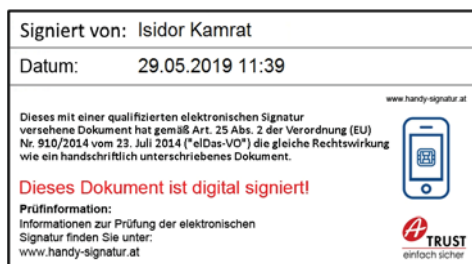 Signiert von: Isidor Kamrat
Datum: 29.05.2019 11:39
www.handy-signatur.at
Dieses mit einer qualifizierten elektronischen Signatur
versehene Dokument hat gemäß Art. 25 Abs. 2 der Verordnung (EU)
Nr. 910/2014 vom 23. Juli 2014 ("elDas-VO") die gleiche Rechtswirkung
wie ein handschriftlich unterschriebenes Dokument.
Dieses Dokument ist digital signiert!
Prüfinformation:
Informationen zur Prüfung der elektronischen
Signatur finden Sie unter:
www.handy-signatur.at
A TRUST
einfach sicher